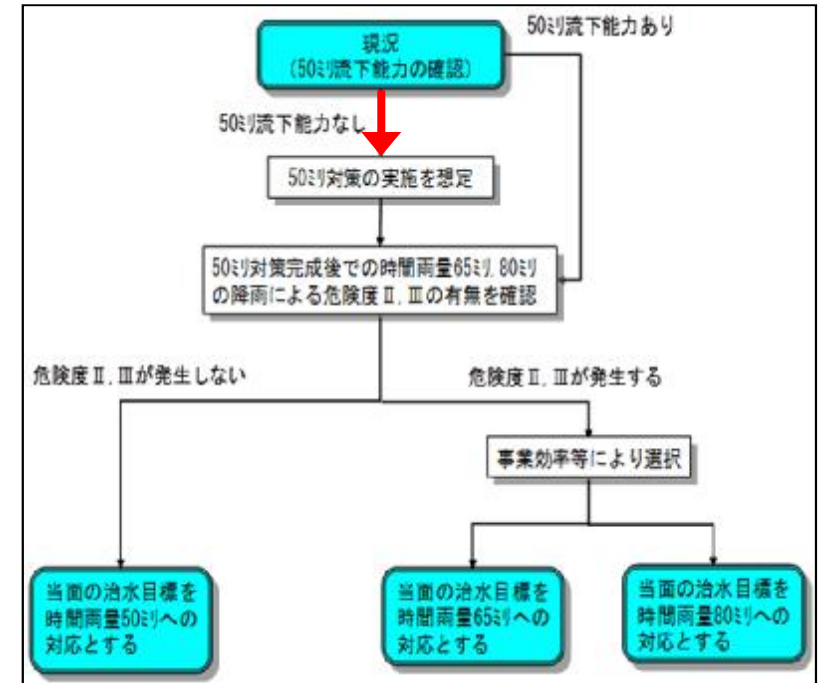 現況
(50ミリ流下能力の確認)
50ミリ流下能力あり
50ミリ流下能力なし
50ミリ対策の実施を想定
50ミリ対策完成後での時間雨量65ミリ,80ミリ
の降雨による危険度Ⅱ,Ⅲの有無を確認
危険度Ⅱ,Ⅲが発生しない
危険度Ⅱ,Ⅲが発生する
事業効率等により選択
当面の治水目標を
時間雨量50ミリへの
対応とする
当面の治水目標を
時間雨量65ミリへの
対応とする
当面の治水目標を
時間雨量80ミリへの
対応とする